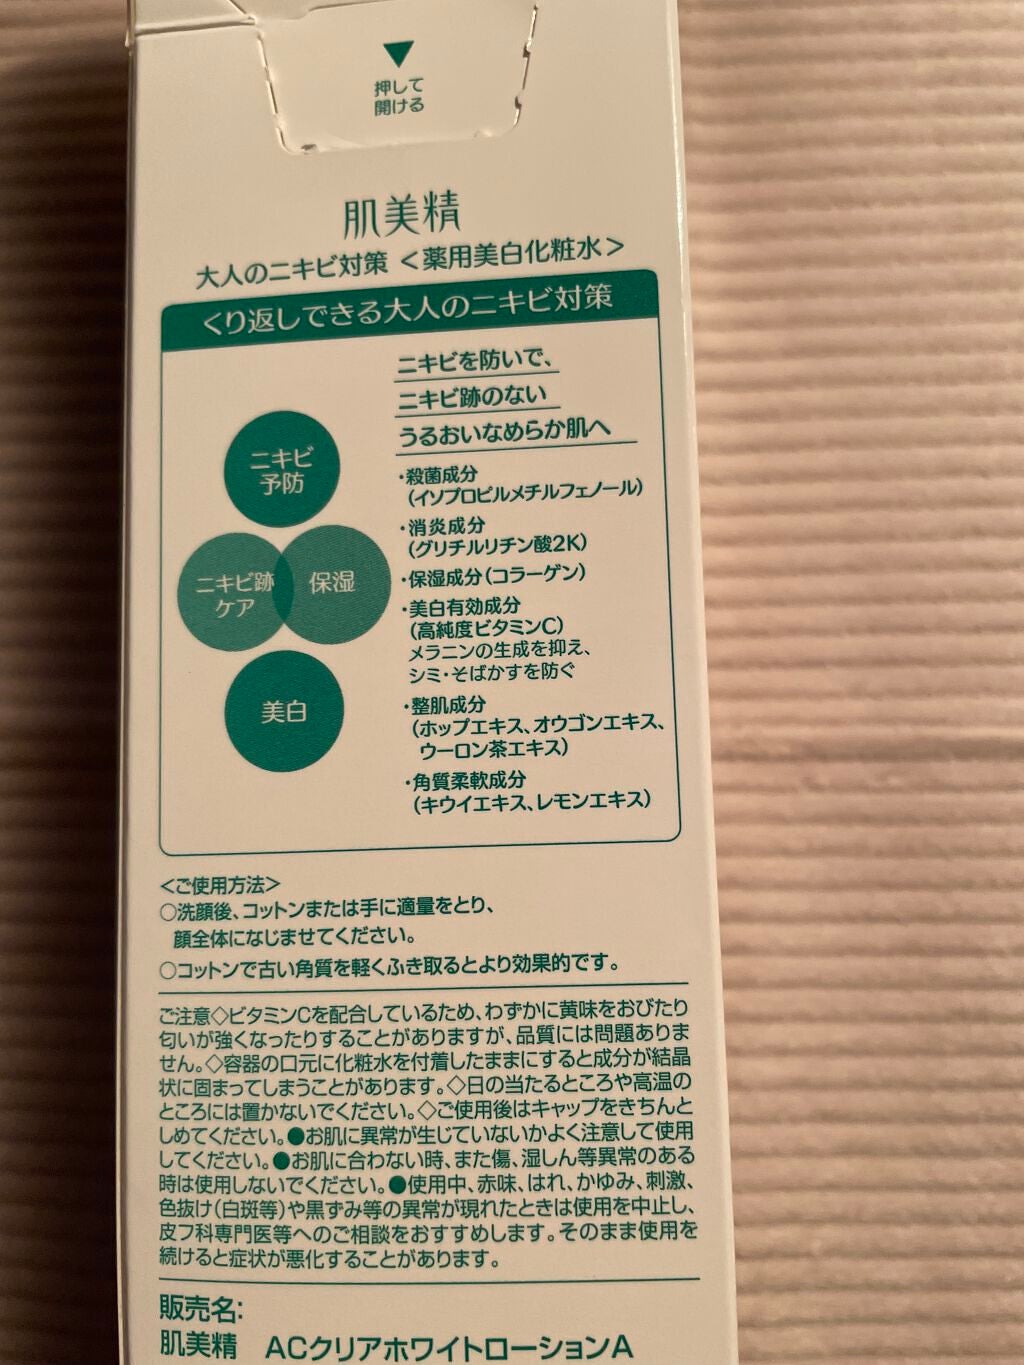 押して
開ける
肌美精
大人のニキビ対策 <薬用美白化粧水>
くり返しできる大人のニキビ対策
ニキビを防いで、
ニキビ跡のない
うるおいなめらか肌へ
ニキビ
予防
ニキビ跡
ケア
保湿
美白
・殺菌成分
(イソプロピルメチルフェノール)
・消炎成分
(グリチルリチン酸2K)
・保湿成分(コラーゲン)
・美白有効成分
(高純度ビタミンC)
メラニンの生成を抑え、
シミ・そばかすを防ぐ
・整肌成分
(ホップエキス、オウゴンエキス、
ウーロン茶エキス)
・角質柔軟成分
(キウイエキス、レモンエキス)
<ご使用方法>
○洗顔後、コットンまたは手に適量をとり、
顔全体になじませてください。
○コットンで古い角質を軽くふき取るとより効果的です。
ご注意◇ビタミンCを配合しているため、わずかに黄味をおびたり
匂いが強くなったりすることがありますが、品質には問題ありま
せん。◇容器の口元に化粧水を付着したままにすると成分が結晶
状に固まってしまうことがあります。◇日の当たるところや高温の
ところには置かないでください。◇ご使用後はキャップをきちんと
しめてください。●お肌に異常が生じていないかよく注意して使用
してください。●お肌に合わない時、また傷、湿しん等異常のある
時は使用しないでください。●使用中、赤味、はれ、かゆみ、刺激、
色抜け(白斑等)や黒ずみ等の異常が現れたときは使用を中止し、
皮フ科専門医等へのご相談をおすすめします。そのまま使用を
続けると症状が悪化することがあります。
販売名:
肌美精 ACクリアホワイトローションA